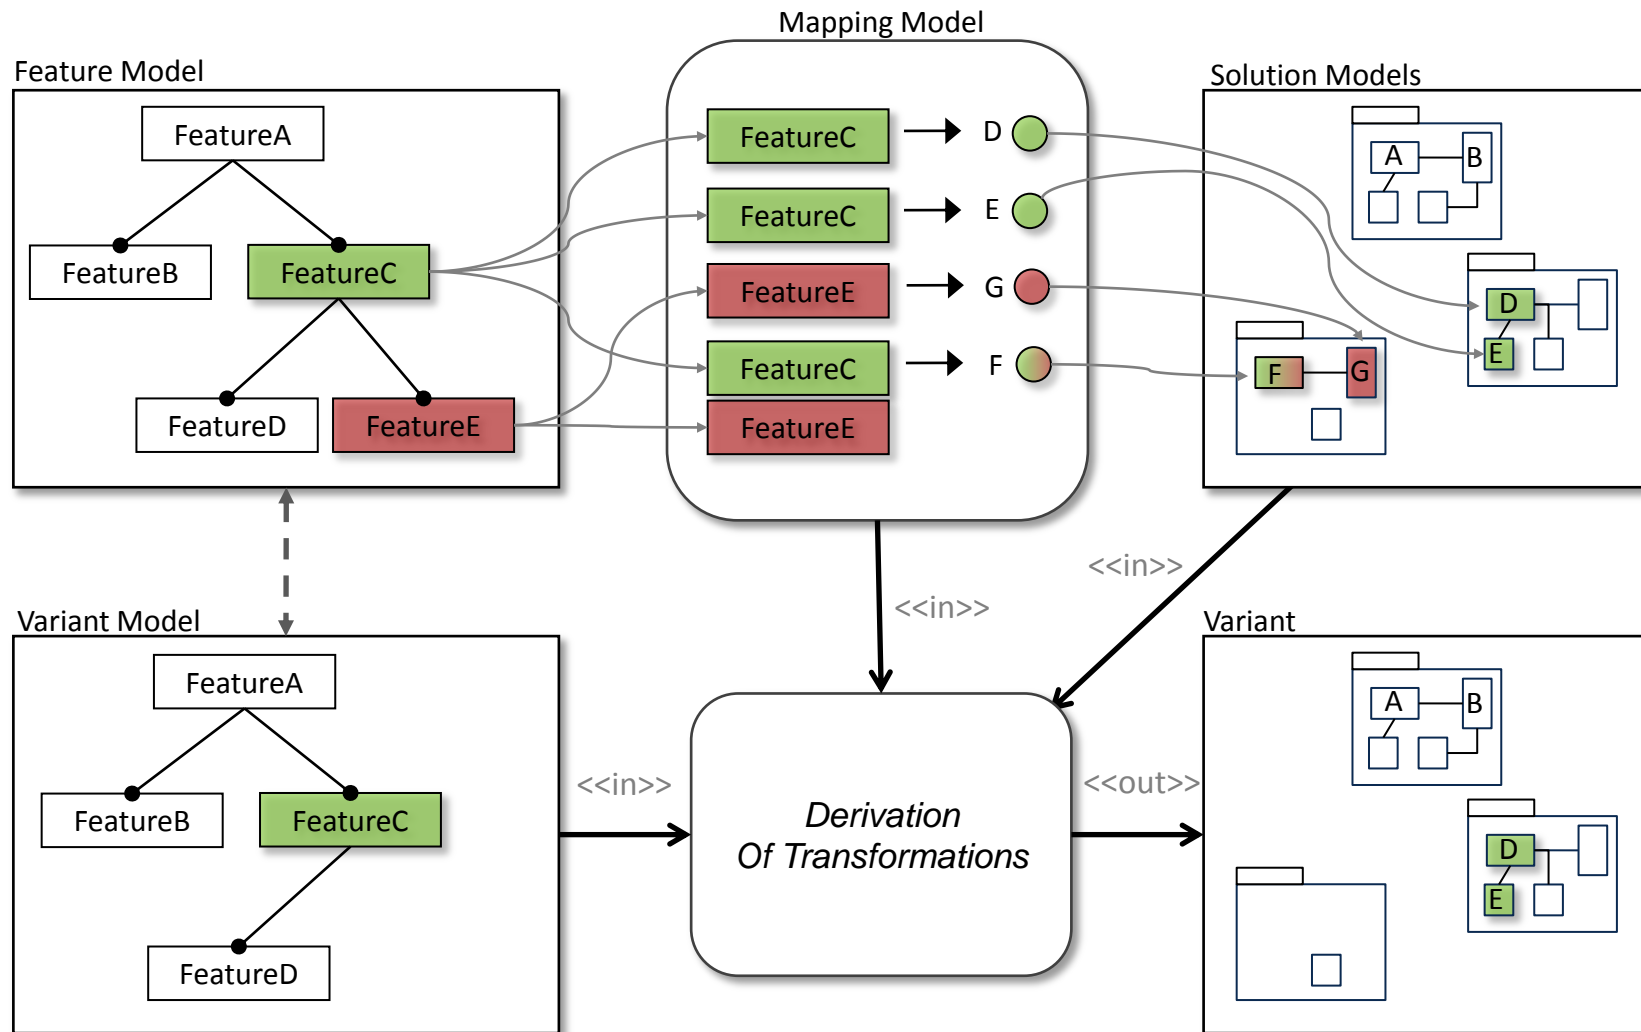 Mapping Model
Feature Model
Solution Models
FeatureA
FeatureB
FeatureC
FeatureD
FeatureE
FeatureC
D
FeatureC
E
FeatureE
G
FeatureC
F
FeatureE
A
B
D
E
F
G
<<in>>
<<in>>
Variant Model
FeatureA
FeatureB
FeatureC
FeatureD
<<in>>
Derivation
Of Transformations
<<out>>
Variant
A
B
D
E